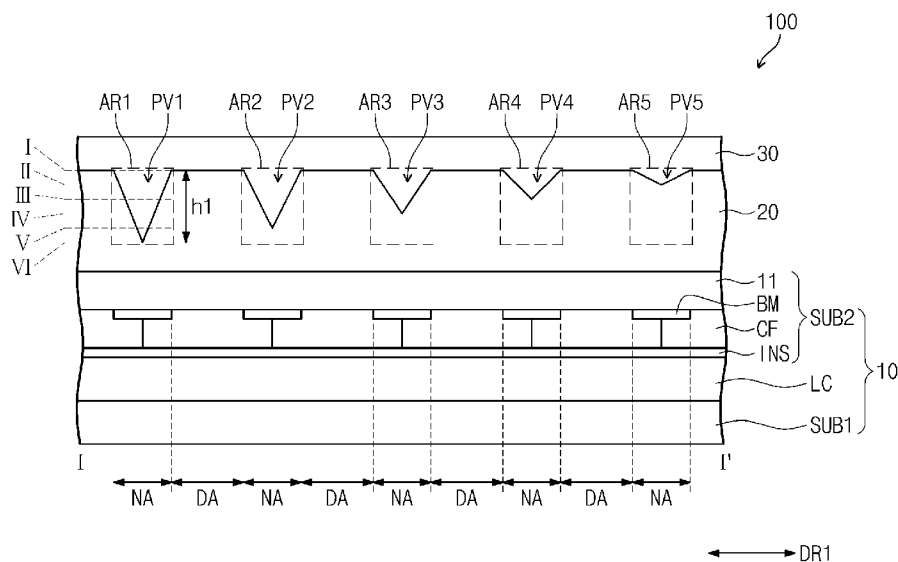 100
AR1 PV1 AR2 PV2 AR3 PV3 AR4 PV4 AR5 PV5
I
II
III
IV
V
VI
h1
30
20
11
BM
CF
INS
SUB2
LC
SUB1
10
I I'
NA DA NA DA NA DA NA DA NA
DR1